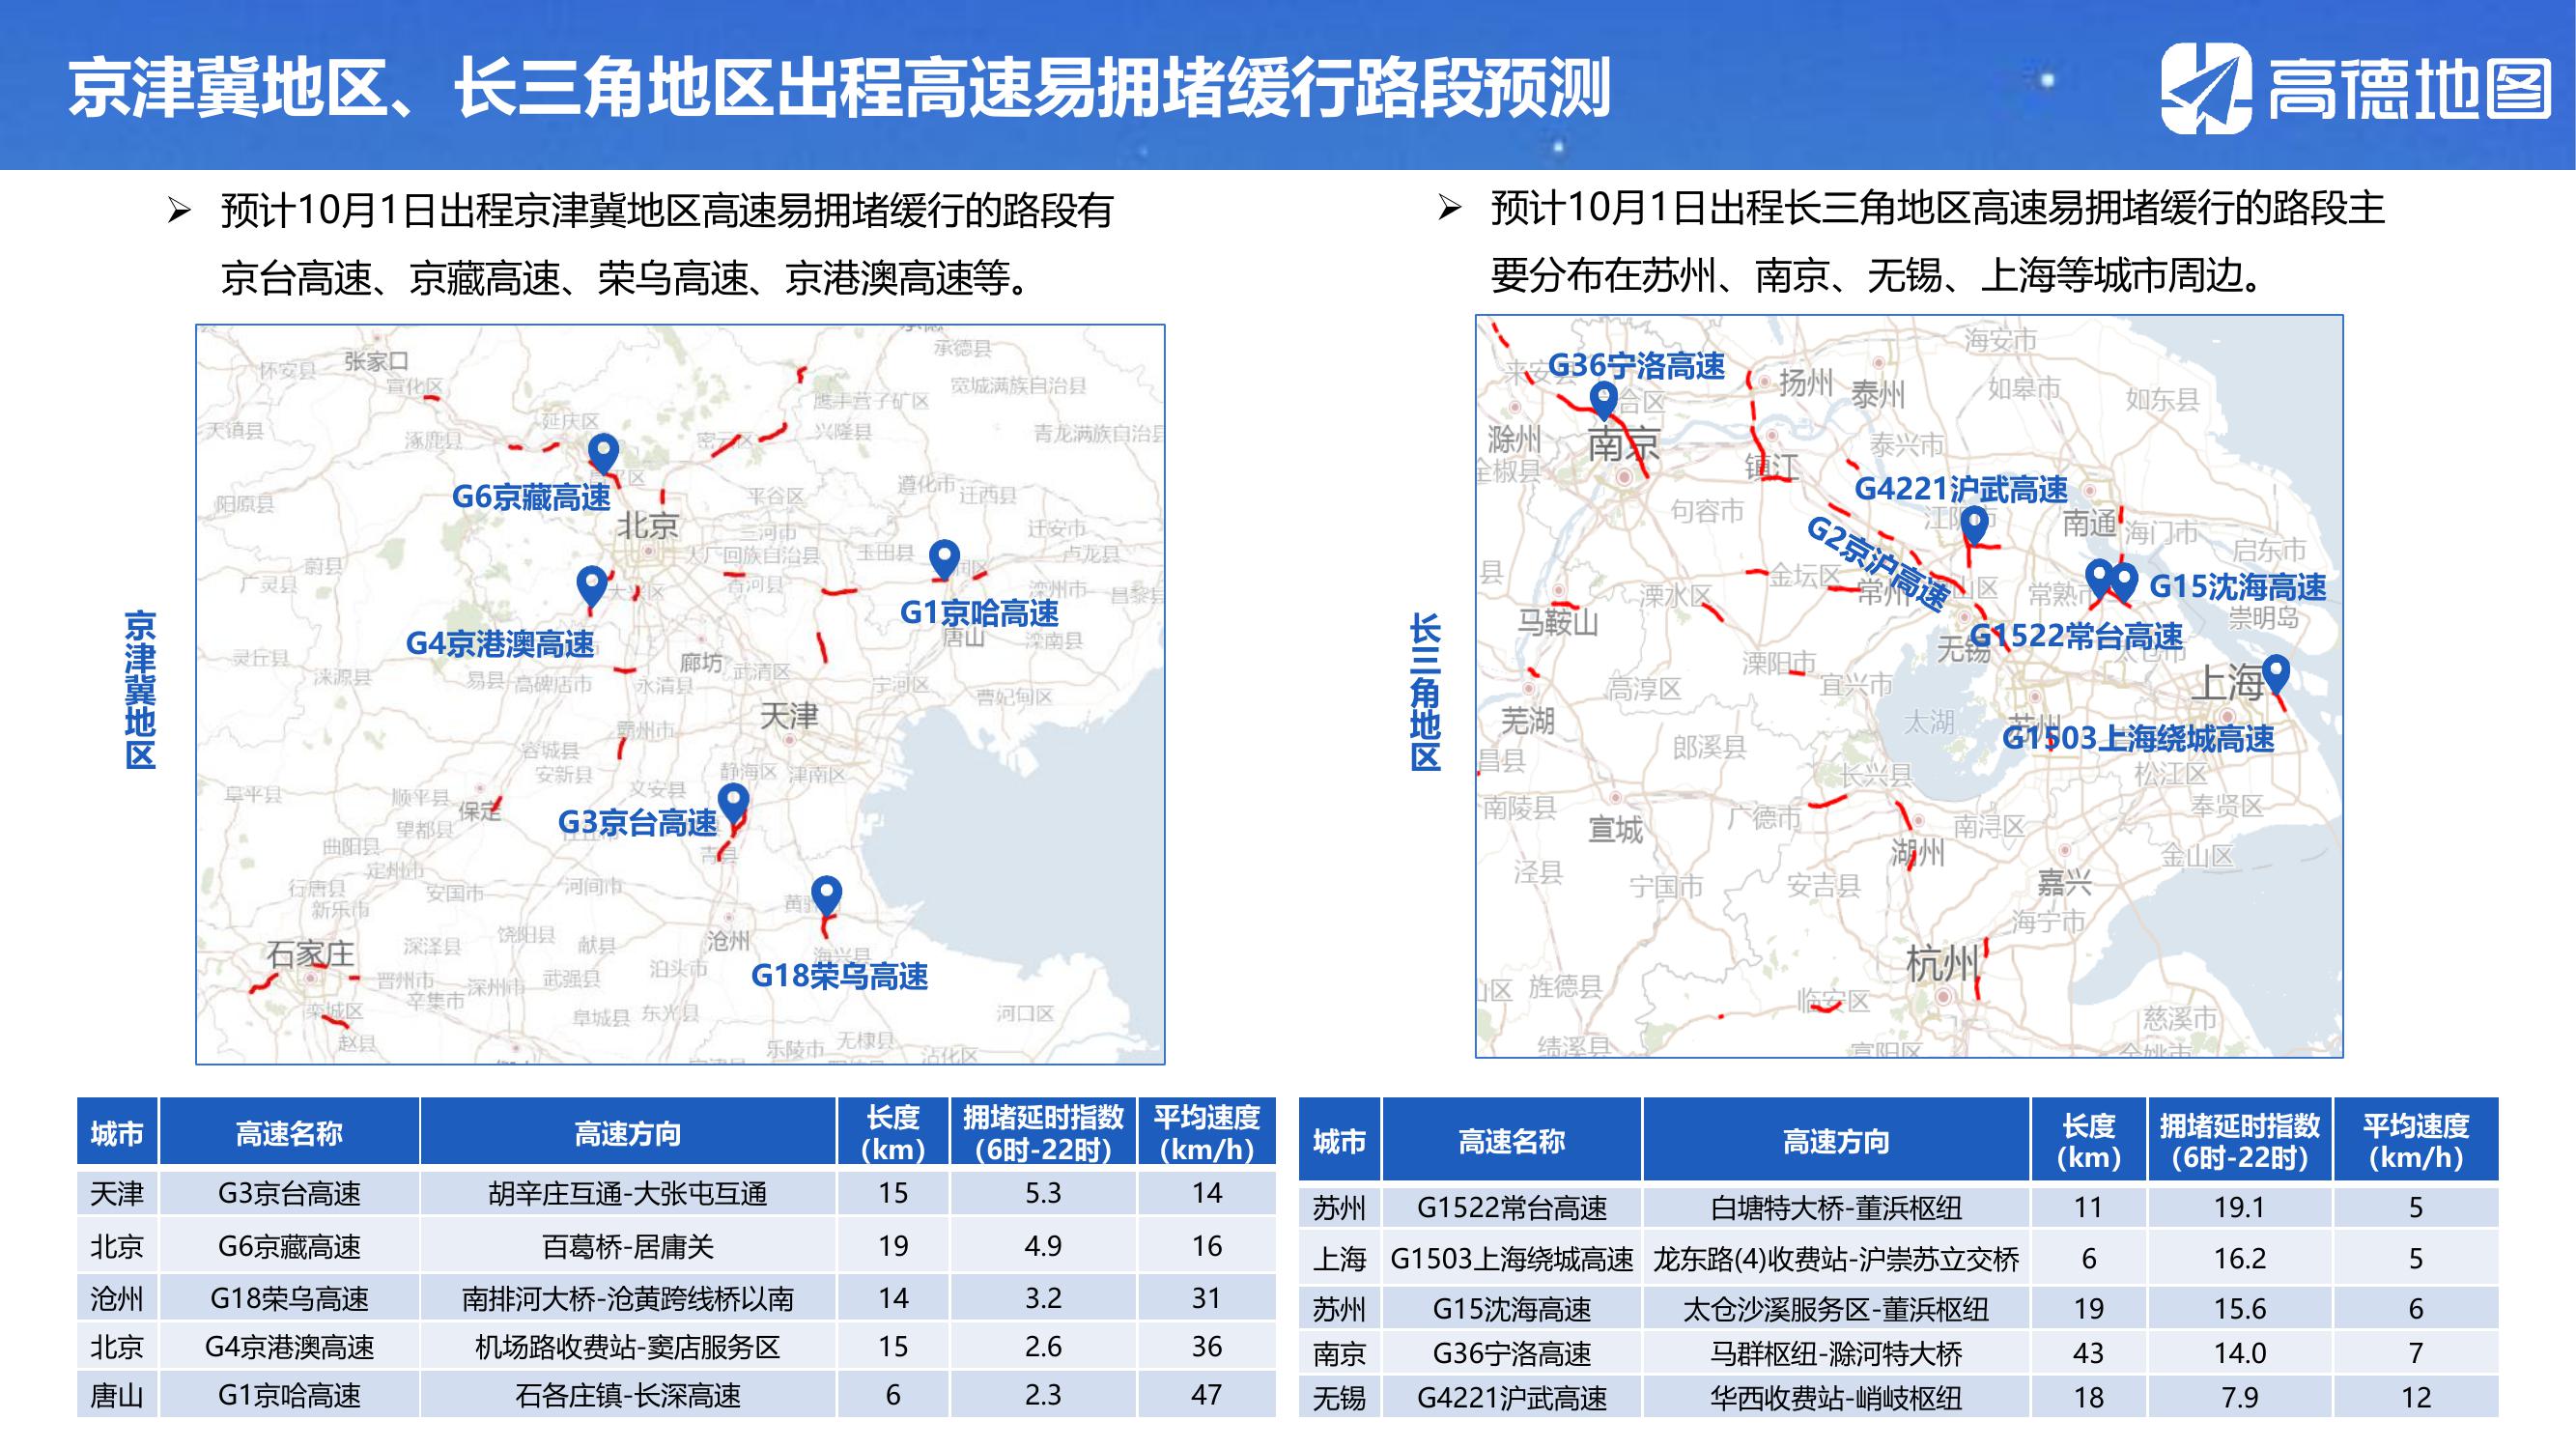 京津冀地区、长三角地区出程高速易拥堵缓行路段预测
高德地图
➢ 预计10月1日出程京津冀地区高速易拥堵缓行的路段有
京台高速、京藏高速、荣乌高速、京港澳高速等。
➢ 预计10月1日出程长三角地区高速易拥堵缓行的路段主
要分布在苏州、南京、无锡、上海等城市周边。
京津冀地区
张家口
怀安县
宣化区
承德县
宽城满族自治县
鹰手营子矿区
天镇县
涿鹿县
延庆区
兴隆县
青龙满族自治县
G6京藏高速
阳原县
平谷区
遵化市
迁西县
北京
三河市
迁安市
大厂回族自治县
玉田县
卢龙县
蔚县
广灵县
香河县
滦州市
昌黎县
G1京哈高速
G4京港澳高速
唐山
滦南县
灵丘县
涞源县
易县
高碑店市
廊坊
武清区
永清县
宁河区
曹妃甸区
天津
霸州市
容城县
安新县
静海区
津南区
阜平县
顺平县
保定
文安县
望都县
G3京台高速
曲阳县
青县
定州市
行唐县
安国市
河间市
新乐市
石家庄
深泽县
饶阳县
献县
沧州
海兴县
晋州市
辛集市
深州市
武强县
泊头市
G18荣乌高速
栾城区
阜城县
东光县
河口区
赵县
乐陵市
无棣县
沾化区
长三角地区
G36宁洛高速
海安市
扬州
泰州
如皋市
如东县
滁州
南京
泰兴市
全椒县
镇江
G4221沪武高速
句容市
南通
海门市
启东市
G2京沪高速
金坛区
常州
溧水区
G15沈海高速
崇明岛
马鞍山
无锡
G1522常台高速
溧阳市
高淳区
宜兴市
上海
芜湖
太湖
苏州
G1503上海绕城高速
郎溪县
长兴县
松江区
南陵县
广德市
奉贤区
宣城
南浔区
湖州
金山区
泾县
宁国市
安吉县
嘉兴
海宁市
杭州
旌德县
临安区
慈溪市
绩溪县
富阳区
余姚市
城市 高速名称 高速方向 长度(km) 拥堵延时指数(6时-22时) 平均速度(km/h)
天津 G3京台高速 胡辛庄互通-大张屯互通 15 5.3 14
北京 G6京藏高速 百葛桥-居庸关 19 4.9 16
沧州 G18荣乌高速 南排河大桥-沧黄跨线桥以南 14 3.2 31
北京 G4京港澳高速 机场路收费站-窦店服务区 15 2.6 36
唐山 G1京哈高速 石各庄镇-长深高速 6 2.3 47
城市 高速名称 高速方向 长度(km) 拥堵延时指数(6时-22时) 平均速度(km/h)
苏州 G1522常台高速 白塘特大桥-董浜枢纽 11 19.1 5
上海 G1503上海绕城高速 龙东路(4)收费站-沪崇苏立交桥 6 16.2 5
苏州 G15沈海高速 太仓沙溪服务区-董浜枢纽 19 15.6 6
南京 G36宁洛高速 马群枢纽-滁河特大桥 43 14.0 7
无锡 G4221沪武高速 华西收费站-峭岐枢纽 18 7.9 12